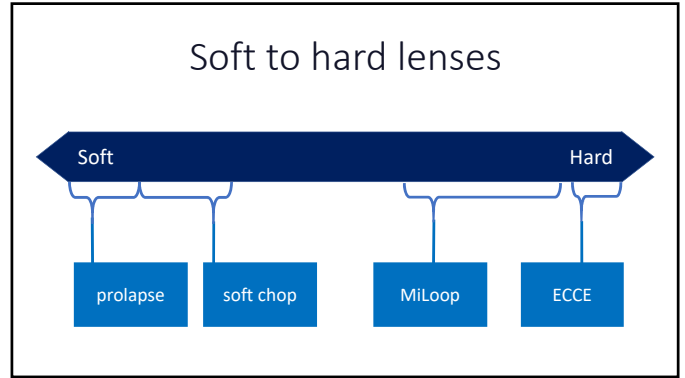 Soft to hard lenses
Soft Hard
prolapse soft chop MiLoop ECCE